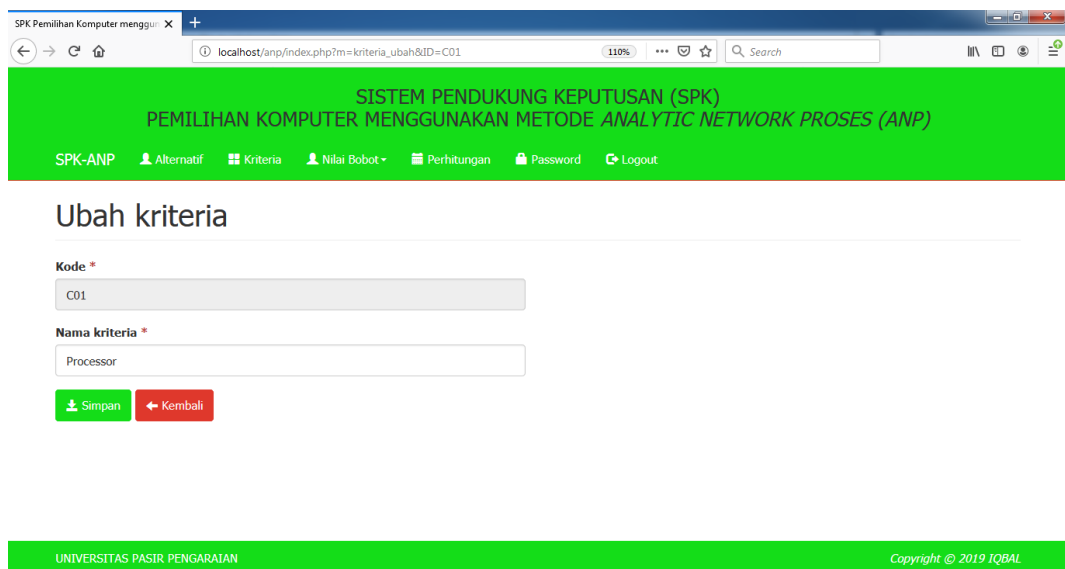 SPK Pemilihan Komputer menggun
localhost/anp/index.php?m=kriteria_ubah&ID=C01
110%
Search
SISTEM PENDUKUNG KEPUTUSAN (SPK)
PEMILIHAN KOMPUTER MENGGUNAKAN METODE ANALYTIC NETWORK PROSES (ANP)
SPK-ANP Alternatif Kriteria Nilai Bobot Perhitungan Password Logout
Ubah kriteria
Kode *
C01
Nama kriteria *
Processor
Simpan Kembali
UNIVERSITAS PASIR PENGARAIAN Copyright © 2019 IQBAL